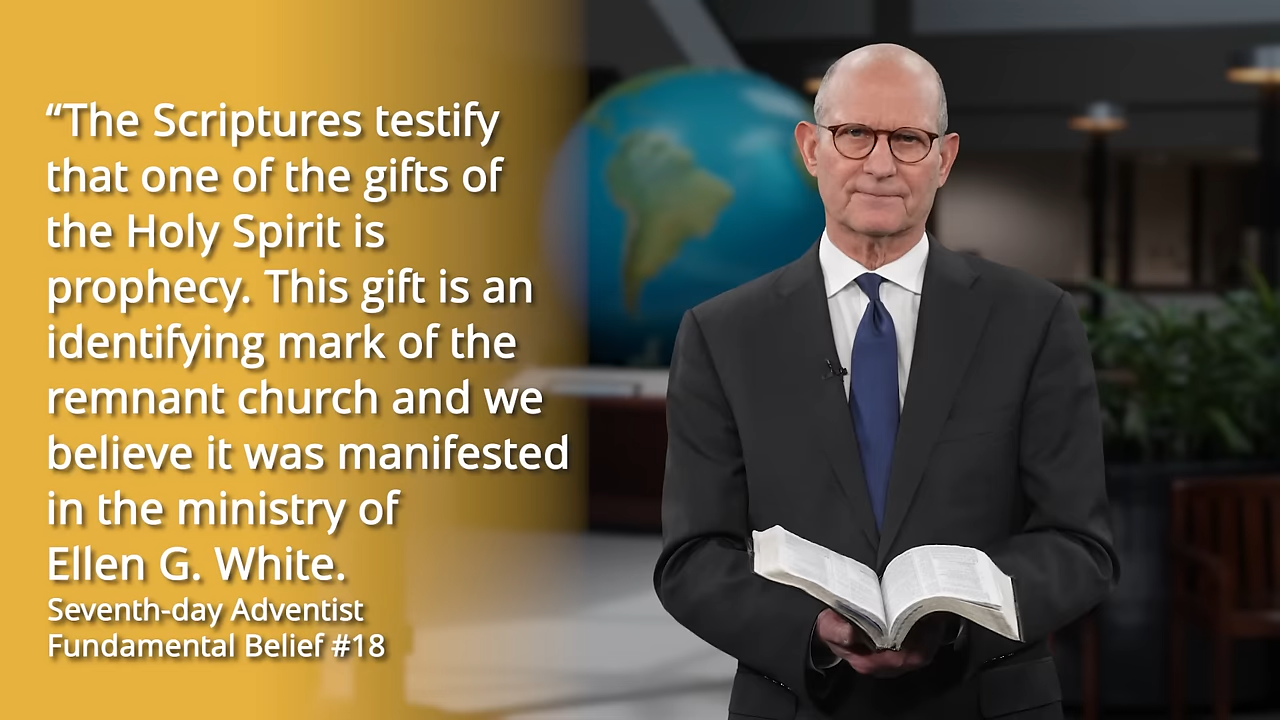 “The Scriptures testify
that one of the gifts of
the Holy Spirit is
prophecy. This gift is an
identifying mark of the
remnant church and we
believe it was manifested
in the ministry of
Ellen G. White.
Seventh-day Adventist
Fundamental Belief #18